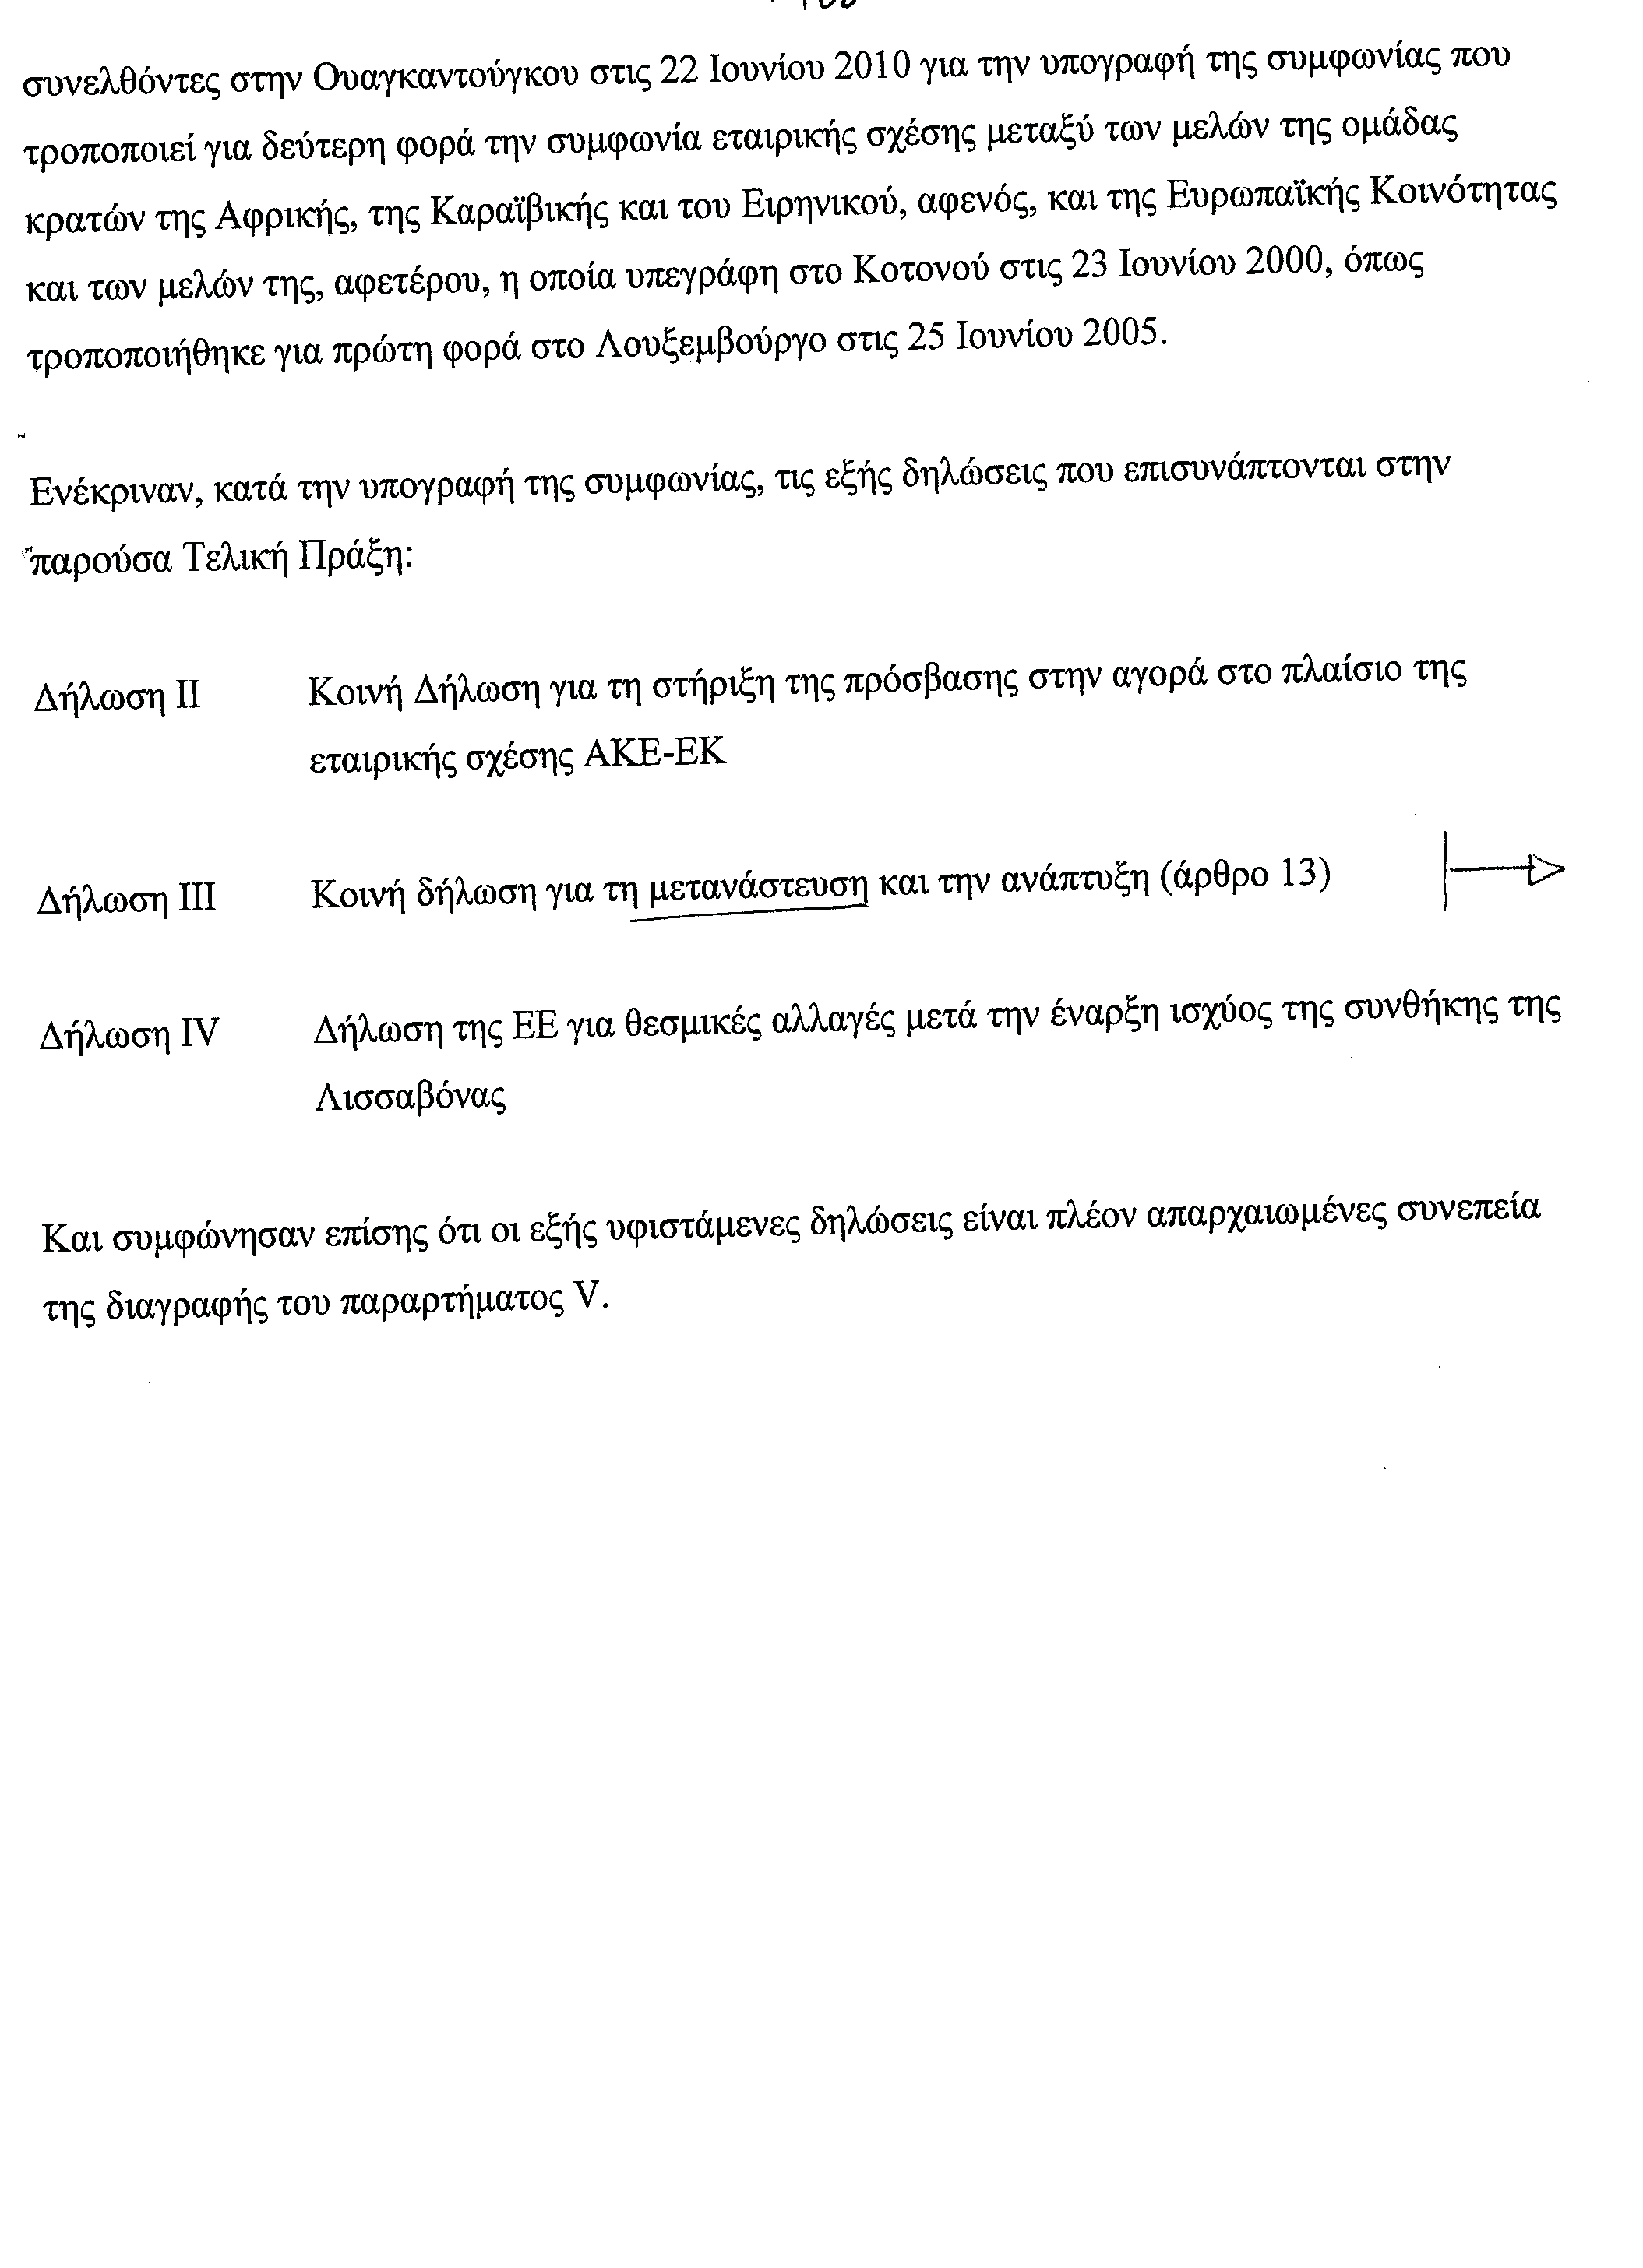 συνελθόντες στην Ουαγκαντούγκου στις 22 Ιουνίου 2010 για την υπογραφή της συμφωνίας που
τροποποιεί για δεύτερη φορά την συμφωνία εταιρικής σχέσης μεταξύ των μελών της ομάδας
κρατών της Αφρικής, της Καραϊβικής και του Ειρηνικού, αφενός, και της Ευρωπαϊκής Κοινότητας
και των μελών της, αφετέρου, η οποία υπεγράφη στο Κοτονού στις 23 Ιουνίου 2000, όπως
τροποποιήθηκε για πρώτη φορά στο Λουξεμβούργο στις 25 Ιουνίου 2005.
Ενέκριναν, κατά την υπογραφή της συμφωνίας, τις εξής δηλώσεις που επισυνάπτονται στην
παρούσα Τελική Πράξη:
Δήλωση II Κοινή Δήλωση για τη στήριξη της πρόσβασης στην αγορά στο πλαίσιο της
εταιρικής σχέσης ΑΚΕ-ΕΚ
Δήλωση III Κοινή δήλωση για τη μετανάστευση και την ανάπτυξη (άρθρο 13)
Δήλωση IV Δήλωση της ΕΕ για θεσμικές αλλαγές μετά την έναρξη ισχύος της συνθήκης της
Λισσαβόνας
Και συμφώνησαν επίσης ότι οι εξής υφιστάμενες δηλώσεις είναι πλέον απαρχαιωμένες συνεπεία
της διαγραφής του παραρτήματος V.